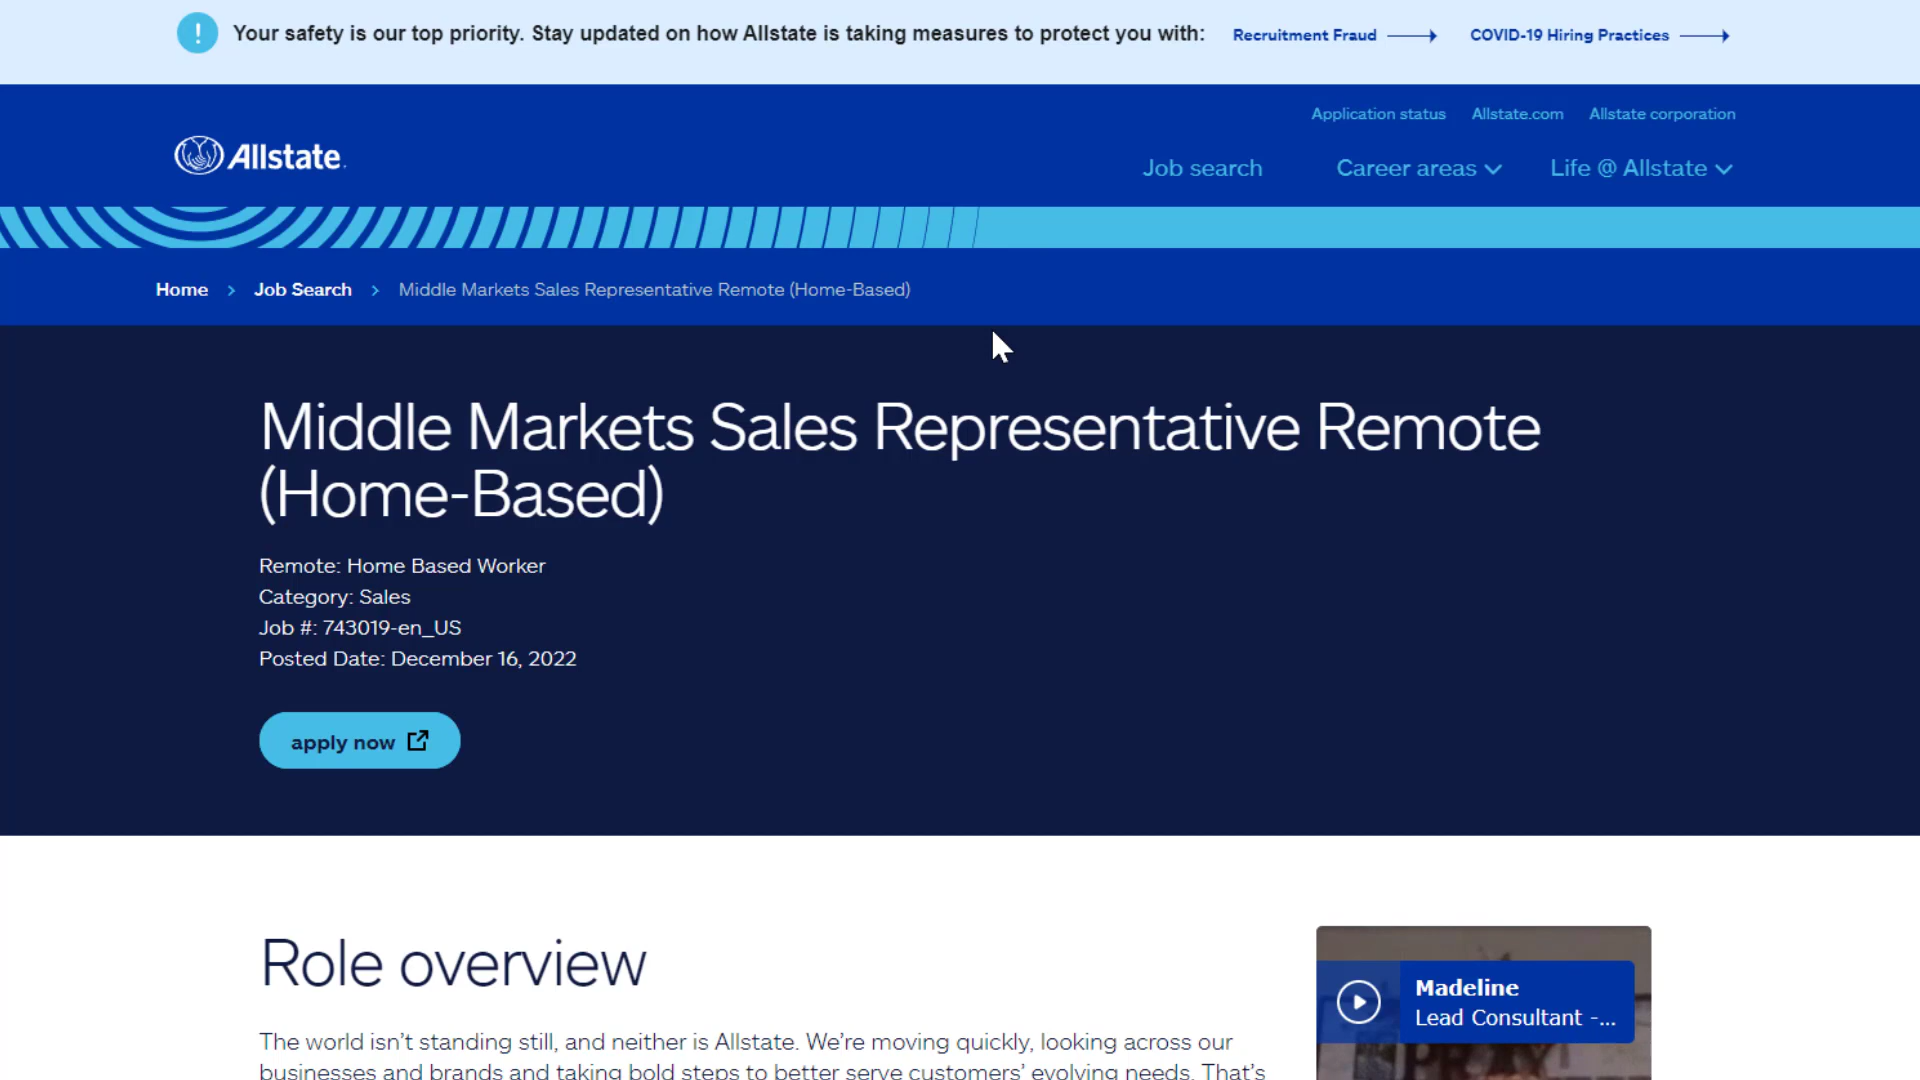 Your safety is our top priority. Stay updated on how Allstate is taking measures to protect you with: Recruitment Fraud COVID-19 Hiring Practices
Application status Allstate.com Allstate corporation
Allstate.
Job search Career areas Life @ Allstate
Home > Job Search > Middle Markets Sales Representative Remote (Home-Based)
Middle Markets Sales Representative Remote
(Home-Based)
Remote: Home Based Worker
Category: Sales
Job #: 743019-en_US
Posted Date: December 16, 2022
apply now
Role overview
Madeline
Lead Consultant -...
The world isn’t standing still, and neither is Allstate. We’re moving quickly, looking across our
businesses and brands and taking bold steps to better serve customers’ evolving needs. That’s